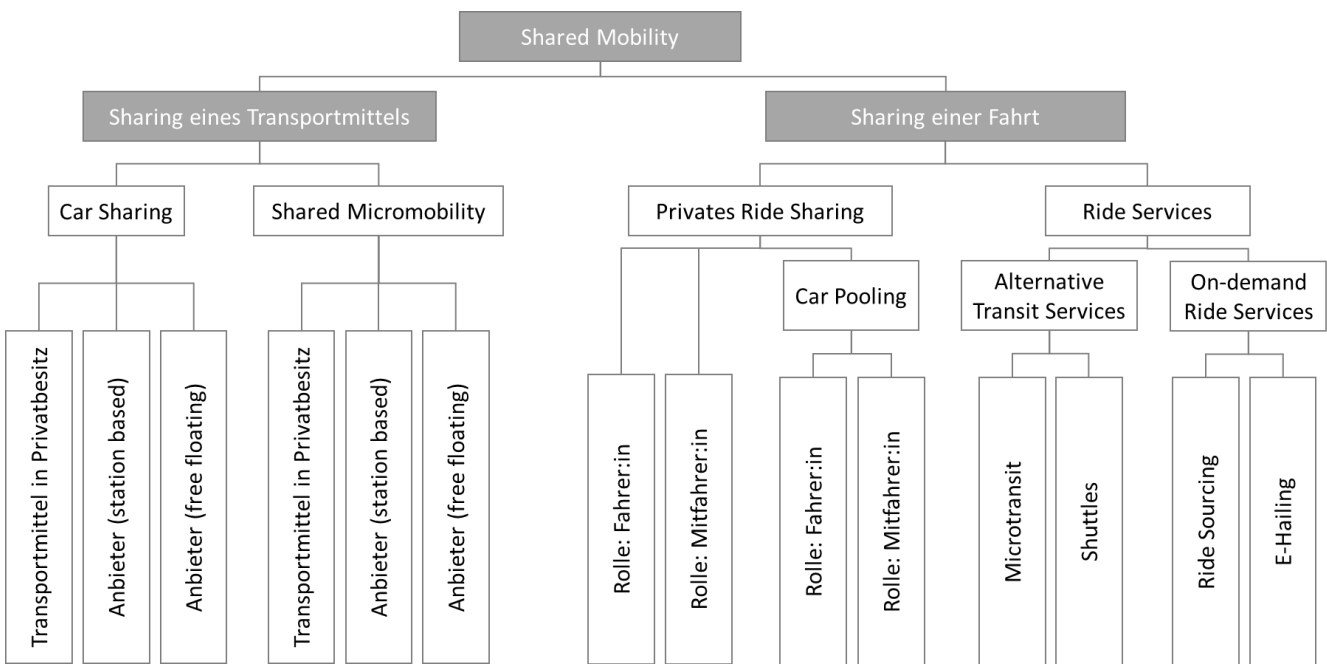 Shared Mobility
Sharing eines Transportmittels
Sharing einer Fahrt
Car Sharing
Shared Micromobility
Privates Ride Sharing
Ride Services
Car Pooling
Alternative
Transit Services
On-demand
Ride Services
Transportmittel in Privatbesitz
Anbieter (station based)
Anbieter (free floating)
Transportmittel in Privatbesitz
Anbieter (station based)
Anbieter (free floating)
Rolle: Fahrer:in
Rolle: Mitfahrer:in
Rolle: Fahrer:in
Rolle: Mitfahrer:in
Microtransit
Shuttles
Ride Sourcing
E-Hailing